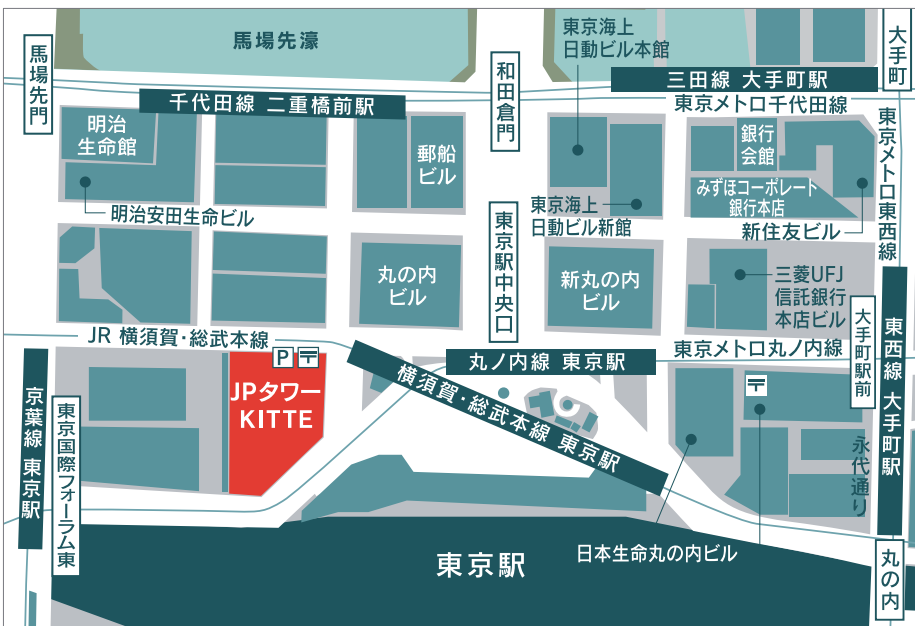 馬場先濠
東京海上
日動ビル本館
大手町
馬場先門
和田倉門
三田線 大手町駅
千代田線 二重橋前駅
東京メトロ千代田線
東京メトロ東西線
明治
生命館
郵船
ビル
銀行
会館
みずほコーポレート
銀行本店
明治安田生命ビル
東京海上
日動ビル新館
新住友ビル
東京駅中央口
丸の内
ビル
新丸の内
ビル
三菱UFJ
信託銀行
本店ビル
大手町駅前
東西線 大手町駅
JR 横須賀・総武本線
P
〒
丸ノ内線 東京駅
東京メトロ丸ノ内線
JPタワー
KITTE
横須賀・総武本線 東京駅
〒
京葉線 東京駅
東京国際フォーラム東
永代通り
日本生命丸の内ビル
東京駅
丸の内